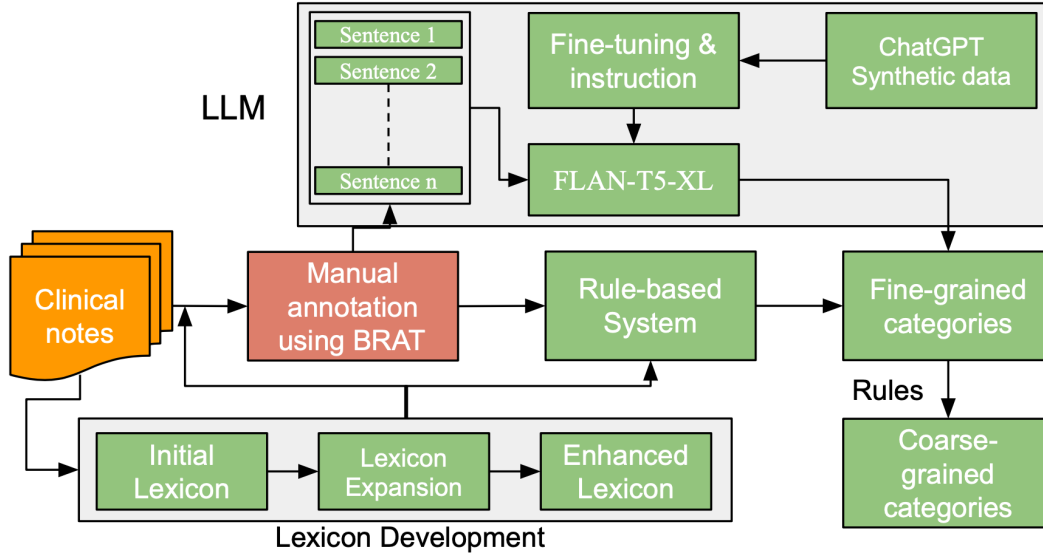 Sentence 1
Sentence 2
Sentence n
Fine-tuning &
instruction
ChatGPT
Synthetic data
LLM
FLAN-T5-XL
Clinical
notes
Manual
annotation
using BRAT
Rule-based
System
Fine-grained
categories
Rules
Initial
Lexicon
Lexicon
Expansion
Enhanced
Lexicon
Coarse-
grained
categories
Lexicon Development